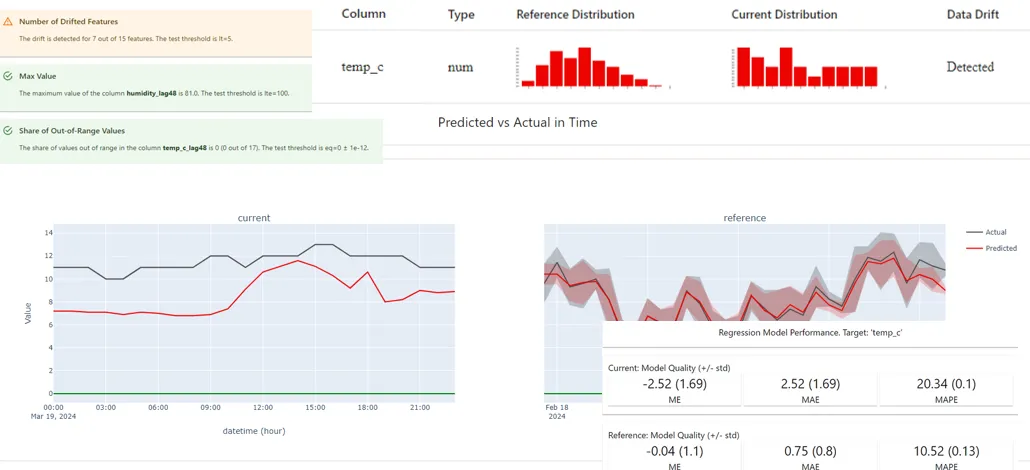 Number of Drifted Features
The drift is detected for 7 out of 15 features. The test threshold is lt=5.
Max Value
The maximum value of the column humidity_lag48 is 81.0. The test threshold is lte=100.
Share of Out-of-Range Values
The share of values out of range in the column temp_c_lag48 is 0 (0 out of 17). The test threshold is eq=0 ± 1e-12.
Column Type Reference Distribution Current Distribution Data Drift
temp_c num Detected
Predicted vs Actual in Time
current
14
12
10
8
6
4
2
0
Value
00:00 03:00 06:00 09:00 12:00 15:00 18:00 21:00
Mar 19, 2024
datetime (hour)
reference
Actual
Predicted
Feb 18
2024
Regression Model Performance. Target: 'temp_c'
Current: Model Quality (+/- std)
-2.52 (1.69) 2.52 (1.69) 20.34 (0.1)
ME MAE MAPE
Reference: Model Quality (+/- std)
-0.04 (1.1) 0.75 (0.8) 10.52 (0.13)
ME MAE MAPE